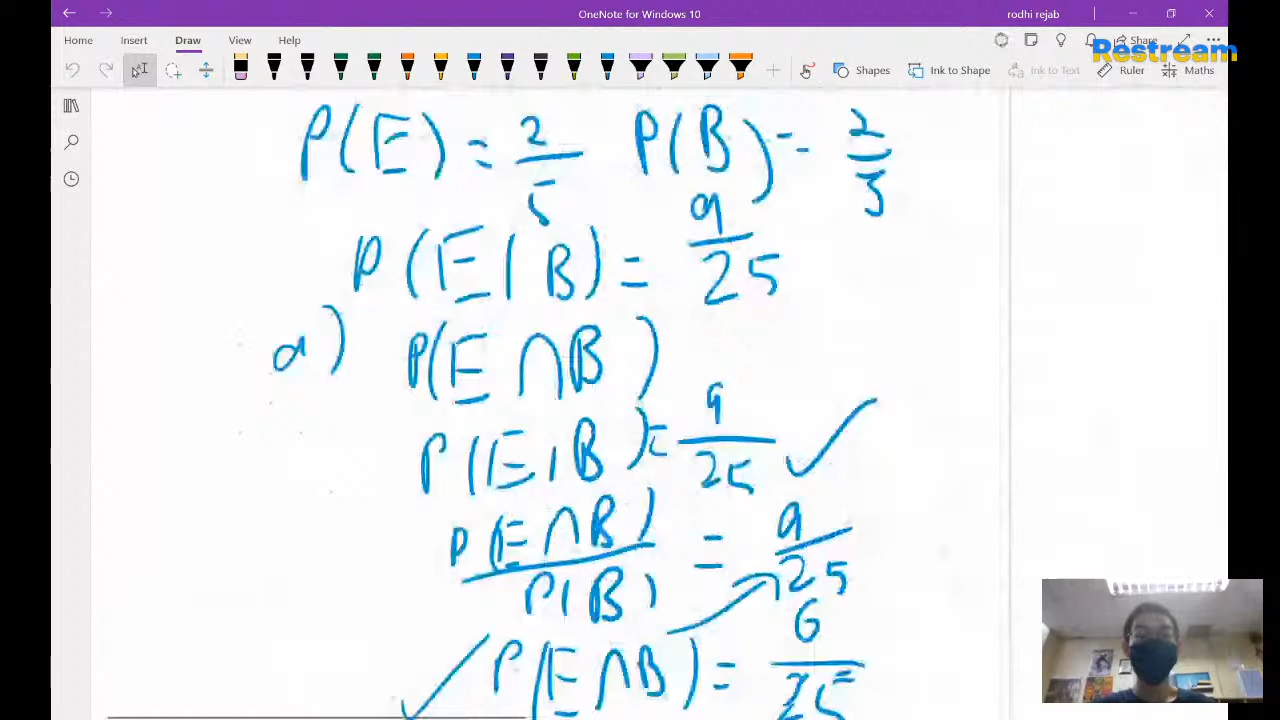 OneNote for Windows 10
rodhi rejab
Home Insert Draw View Help
Share
Restream
Shapes Ink to Shape Ink to Text Ruler Maths
P(E) = 2/5 P(B) = 2/3
P(E|B) = 9/25
a) P(E∩B)
P(E|B) = 9/25 ✓
P(E∩B)/P(B) = 9/25
✓ P(E∩B) = 6/25